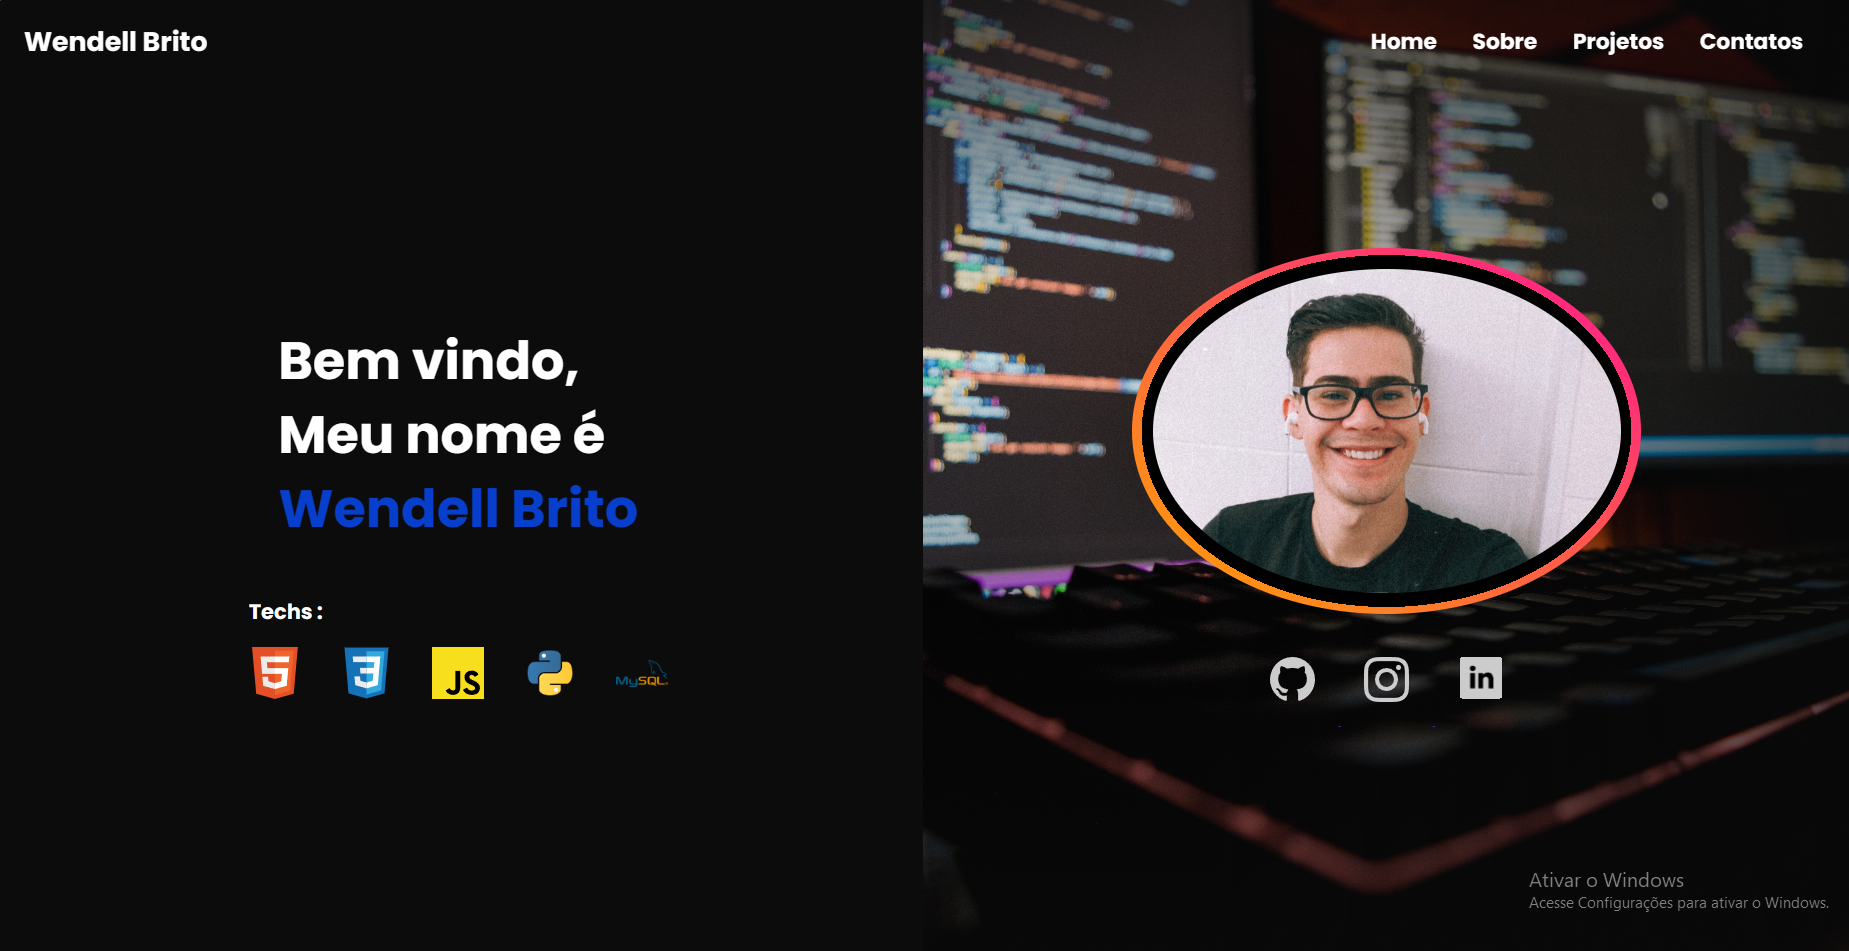 Wendell Brito
Home Sobre Projetos Contatos
Bem vindo,
Meu nome é
Wendell Brito
Techs :
5
3
JS
MySQL
in
Ativar o Windows
Acesse Configurações para ativar o Windows.